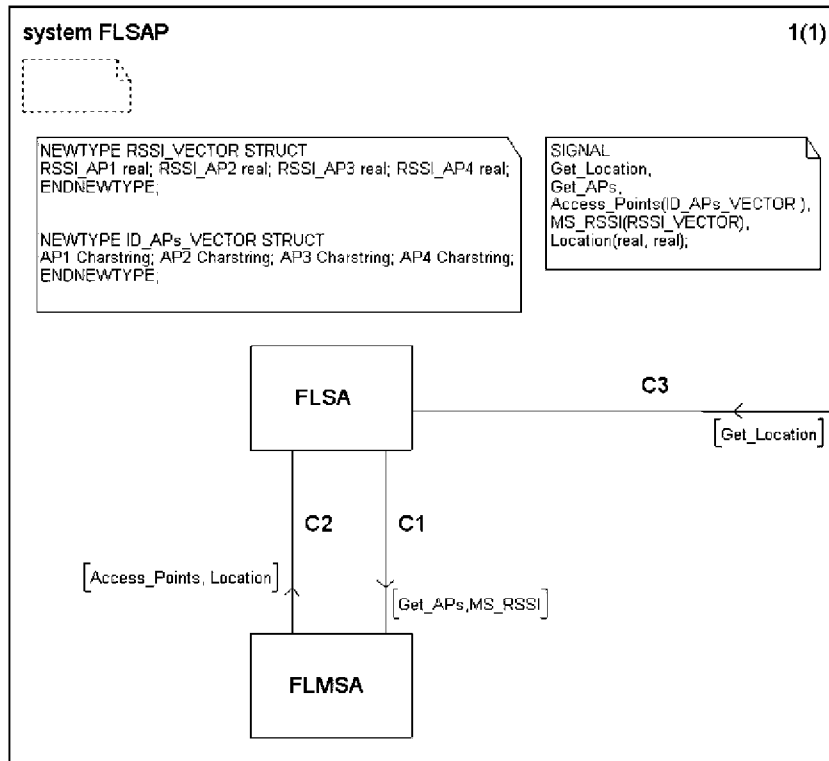 system FLSAP
1(1)
NEWTYPE RSSI_VECTOR STRUCT
RSSI_AP1 real; RSSI_AP2 real; RSSI_AP3 real; RSSI_AP4 real;
ENDNEWTYPE;
NEWTYPE ID_APs_VECTOR STRUCT
AP1 Charstring; AP2 Charstring; AP3 Charstring; AP4 Charstring;
ENDNEWTYPE;
SIGNAL
Get_Location,
Get_APs,
Access_Points(ID_APs_VECTOR ),
MS_RSSI(RSSI_VECTOR),
Location(real, real);
FLSA
C3
[Get_Location]
C2
C1
[Access_Points, Location]
[Get_APs,MS_RSSI]
FLMSA